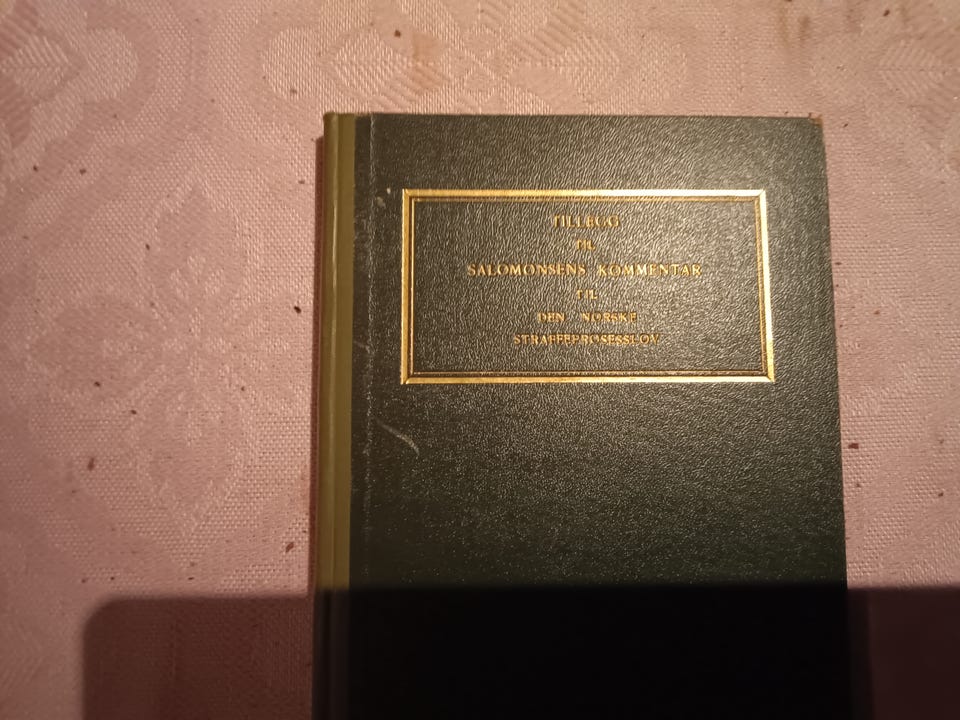 TILLEGG
TIL
SALOMONSENS KOMMENTAR
TIL
DEN NORSKE
STRAFFEPROSESSLOV